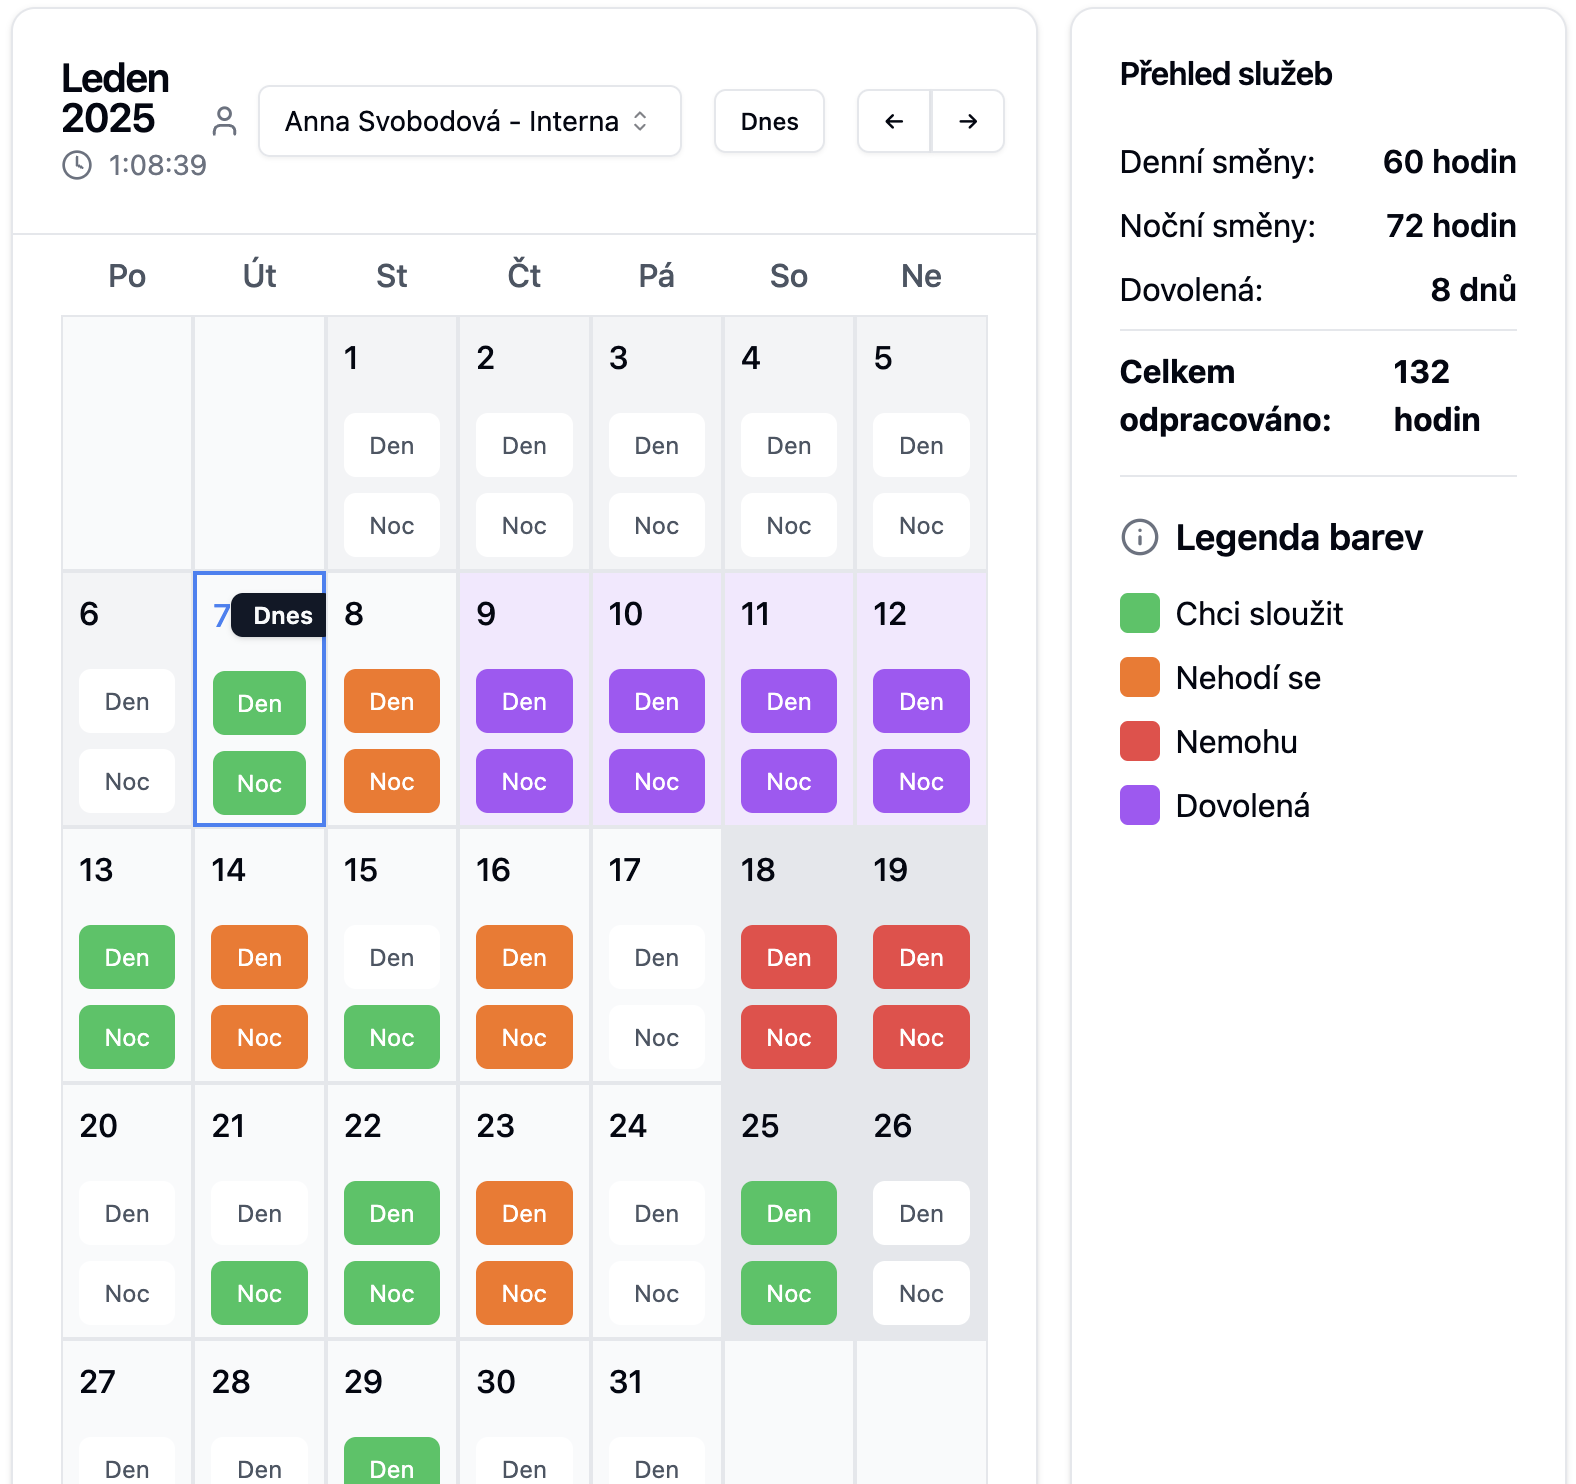 Leden
2025
1:08:39
Anna Svobodová - Interna
Dnes
←
→
Po Út St Čt Pá So Ne
1 2 3 4 5
Den Den Den Den Den
Noc Noc Noc Noc Noc
6 7 Dnes 8 9 10 11 12
Den Den Den Den Den Den Den
Noc Noc Noc Noc Noc Noc Noc
13 14 15 16 17 18 19
Den Den Den Den Den Den Den
Noc Noc Noc Noc Noc Noc Noc
20 21 22 23 24 25 26
Den Den Den Den Den Den Den
Noc Noc Noc Noc Noc Noc Noc
27 28 29 30 31
Den Den Den Den Den
Přehled služeb
Denní směny: 60 hodin
Noční směny: 72 hodin
Dovolená: 8 dnů
Celkem 132
odpracováno: hodin
Legenda barev
Chci sloužit
Nehodí se
Nemohu
Dovolená